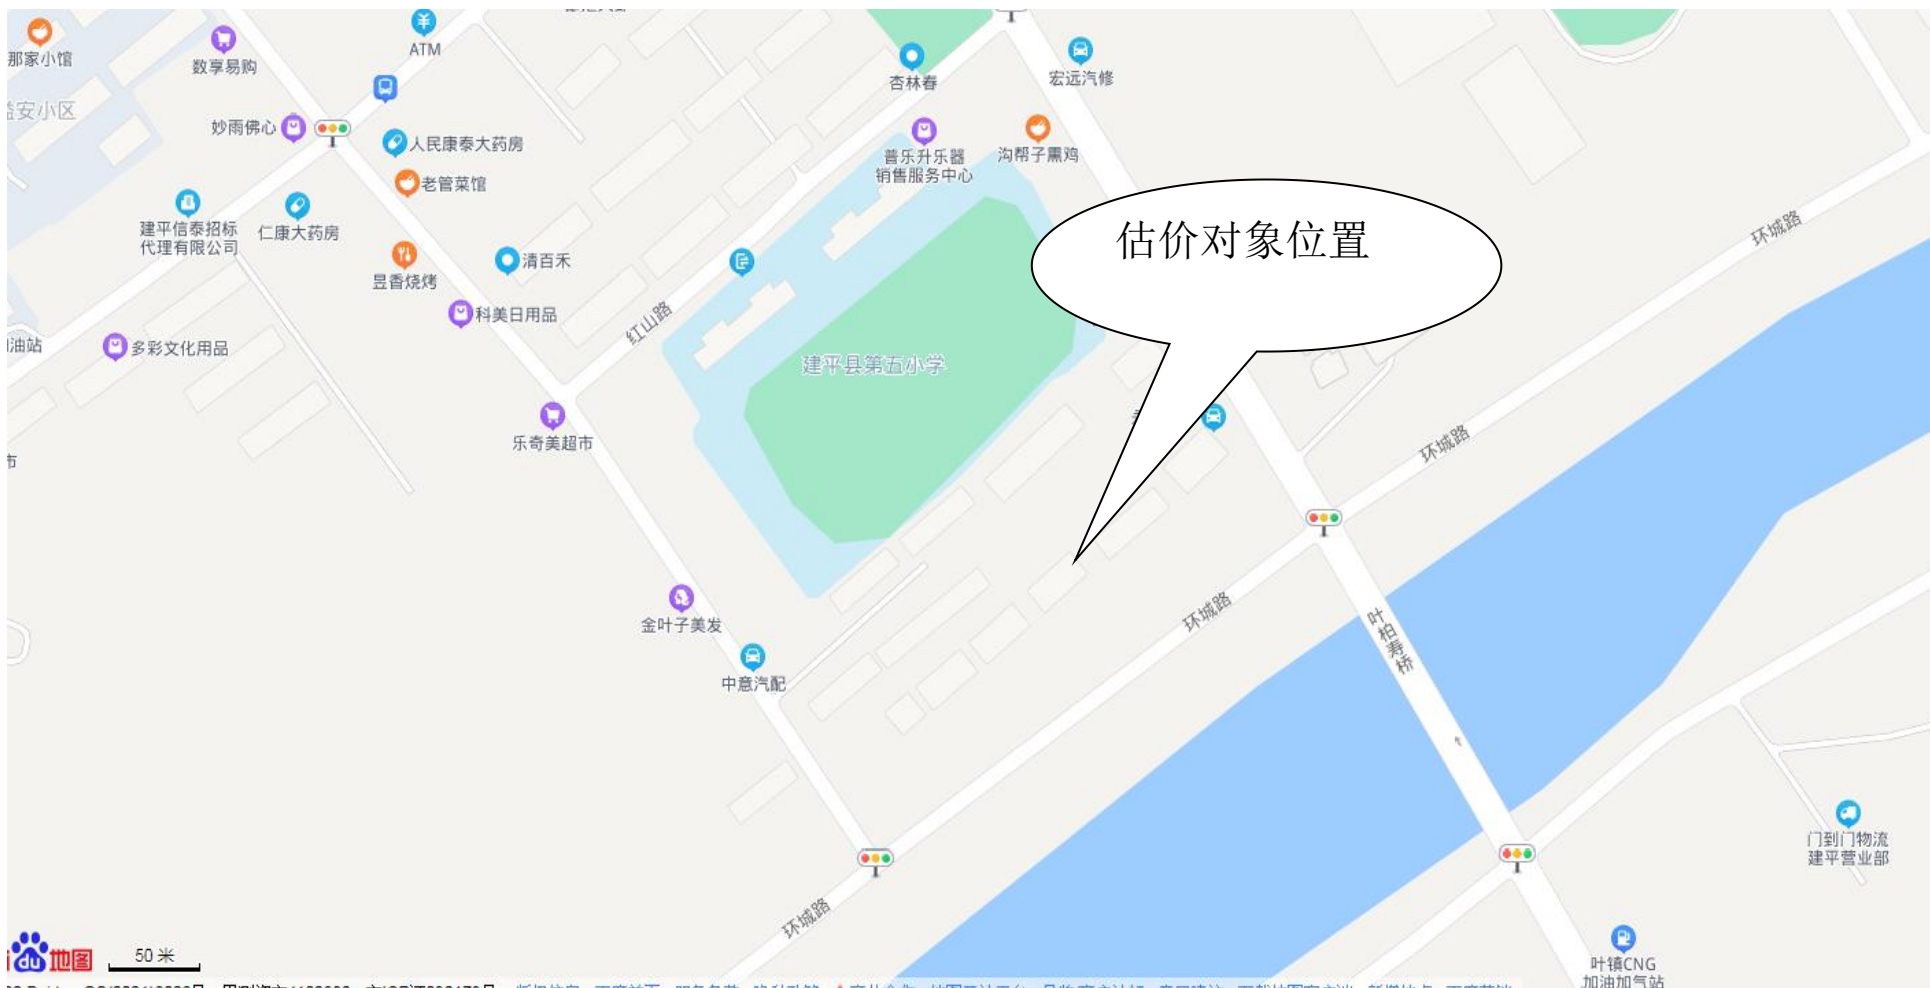 那家小馆
数享易购
ATM
杏林春
宏远汽修
妙雨佛心
人民康泰大药房
老管菜馆
普乐升乐器
销售服务中心
沟帮子熏鸡
建平信泰招标
代理有限公司
仁康大药房
昱香烧烤
清百禾
科美日用品
红山路
估价对象位置
环城路
油站
多彩文化用品
建平县第五小学
乐奇美超市
市
环城路
金叶子美发
环城路
叶柏寿桥
中意汽配
门到门物流
建平营业部
环城路
du地图
50米
叶镇CNG
加油加气站